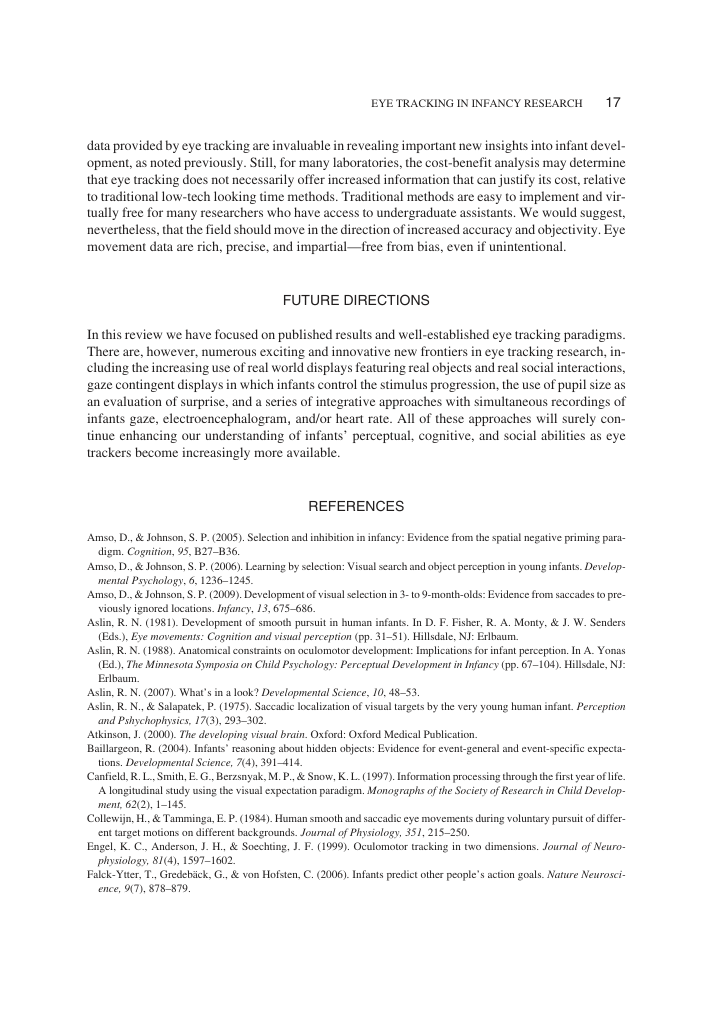 EYE TRACKING IN INFANCY RESEARCH 17
data provided by eye tracking are invaluable in revealing important new insights into infant devel-
opment, as noted previously. Still, for many laboratories, the cost-benefit analysis may determine
that eye tracking does not necessarily offer increased information that can justify its cost, relative
to traditional low-tech looking time methods. Traditional methods are easy to implement and vir-
tually free for many researchers who have access to undergraduate assistants. We would suggest,
nevertheless, that the field should move in the direction of increased accuracy and objectivity. Eye
movement data are rich, precise, and impartial—free from bias, even if unintentional.
FUTURE DIRECTIONS
In this review we have focused on published results and well-established eye tracking paradigms.
There are, however, numerous exciting and innovative new frontiers in eye tracking research, in-
cluding the increasing use of real world displays featuring real objects and real social interactions,
gaze contingent displays in which infants control the stimulus progression, the use of pupil size as
an evaluation of surprise, and a series of integrative approaches with simultaneous recordings of
infants gaze, electroencephalogram, and/or heart rate. All of these approaches will surely con-
tinue enhancing our understanding of infants' perceptual, cognitive, and social abilities as eye
trackers become increasingly more available.
REFERENCES
Amso, D., & Johnson, S. P. (2005). Selection and inhibition in infancy: Evidence from the spatial negative priming para-
digm. Cognition, 95, B27–B36.
Amso, D., & Johnson, S. P. (2006). Learning by selection: Visual search and object perception in young infants. Develop-
mental Psychology, 6, 1236–1245.
Amso, D., & Johnson, S. P. (2009). Development of visual selection in 3- to 9-month-olds: Evidence from saccades to pre-
viously ignored locations. Infancy, 13, 675–686.
Aslin, R. N. (1981). Development of smooth pursuit in human infants. In D. F. Fisher, R. A. Monty, & J. W. Senders
(Eds.), Eye movements: Cognition and visual perception (pp. 31–51). Hillsdale, NJ: Erlbaum.
Aslin, R. N. (1988). Anatomical constraints on oculomotor development: Implications for infant perception. In A. Yonas
(Ed.), The Minnesota Symposia on Child Psychology: Perceptual Development in Infancy (pp. 67–104). Hillsdale, NJ:
Erlbaum.
Aslin, R. N. (2007). What's in a look? Developmental Science, 10, 48–53.
Aslin, R. N., & Salapatek, P. (1975). Saccadic localization of visual targets by the very young human infant. Perception
and Pshychophysics, 17(3), 293–302.
Atkinson, J. (2000). The developing visual brain. Oxford: Oxford Medical Publication.
Baillargeon, R. (2004). Infants' reasoning about hidden objects: Evidence for event-general and event-specific expecta-
tions. Developmental Science, 7(4), 391–414.
Canfield, R. L., Smith, E. G., Berzsnyak, M. P., & Snow, K. L. (1997). Information processing through the first year of life.
A longitudinal study using the visual expectation paradigm. Monographs of the Society of Research in Child Develop-
ment, 62(2), 1–145.
Collewijn, H., & Tamminga, E. P. (1984). Human smooth and saccadic eye movements during voluntary pursuit of differ-
ent target motions on different backgrounds. Journal of Physiology, 351, 215–250.
Engel, K. C., Anderson, J. H., & Soechting, J. F. (1999). Oculomotor tracking in two dimensions. Journal of Neuro-
physiology, 81(4), 1597–1602.
Falck-Ytter, T., Gredebäck, G., & von Hofsten, C. (2006). Infants predict other people's action goals. Nature Neurosci-
ence, 9(7), 878–879.